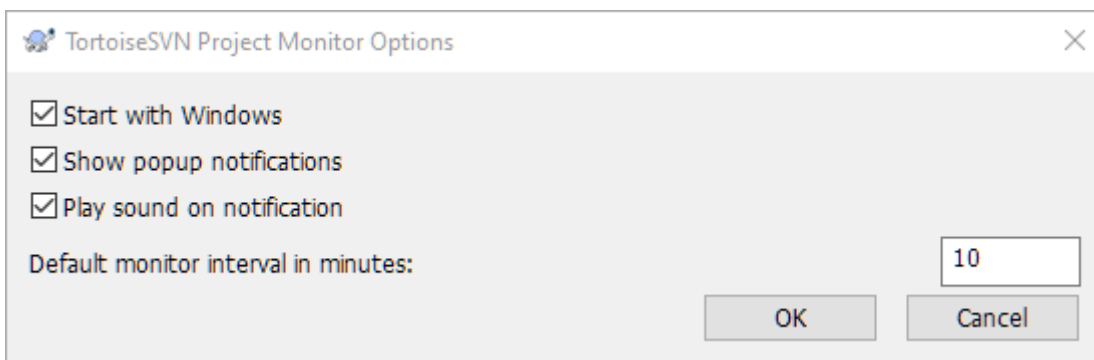 TortoiseSVN Project Monitor Options
Start with Windows
Show popup notifications
Play sound on notification
Default monitor interval in minutes: 10
OK Cancel